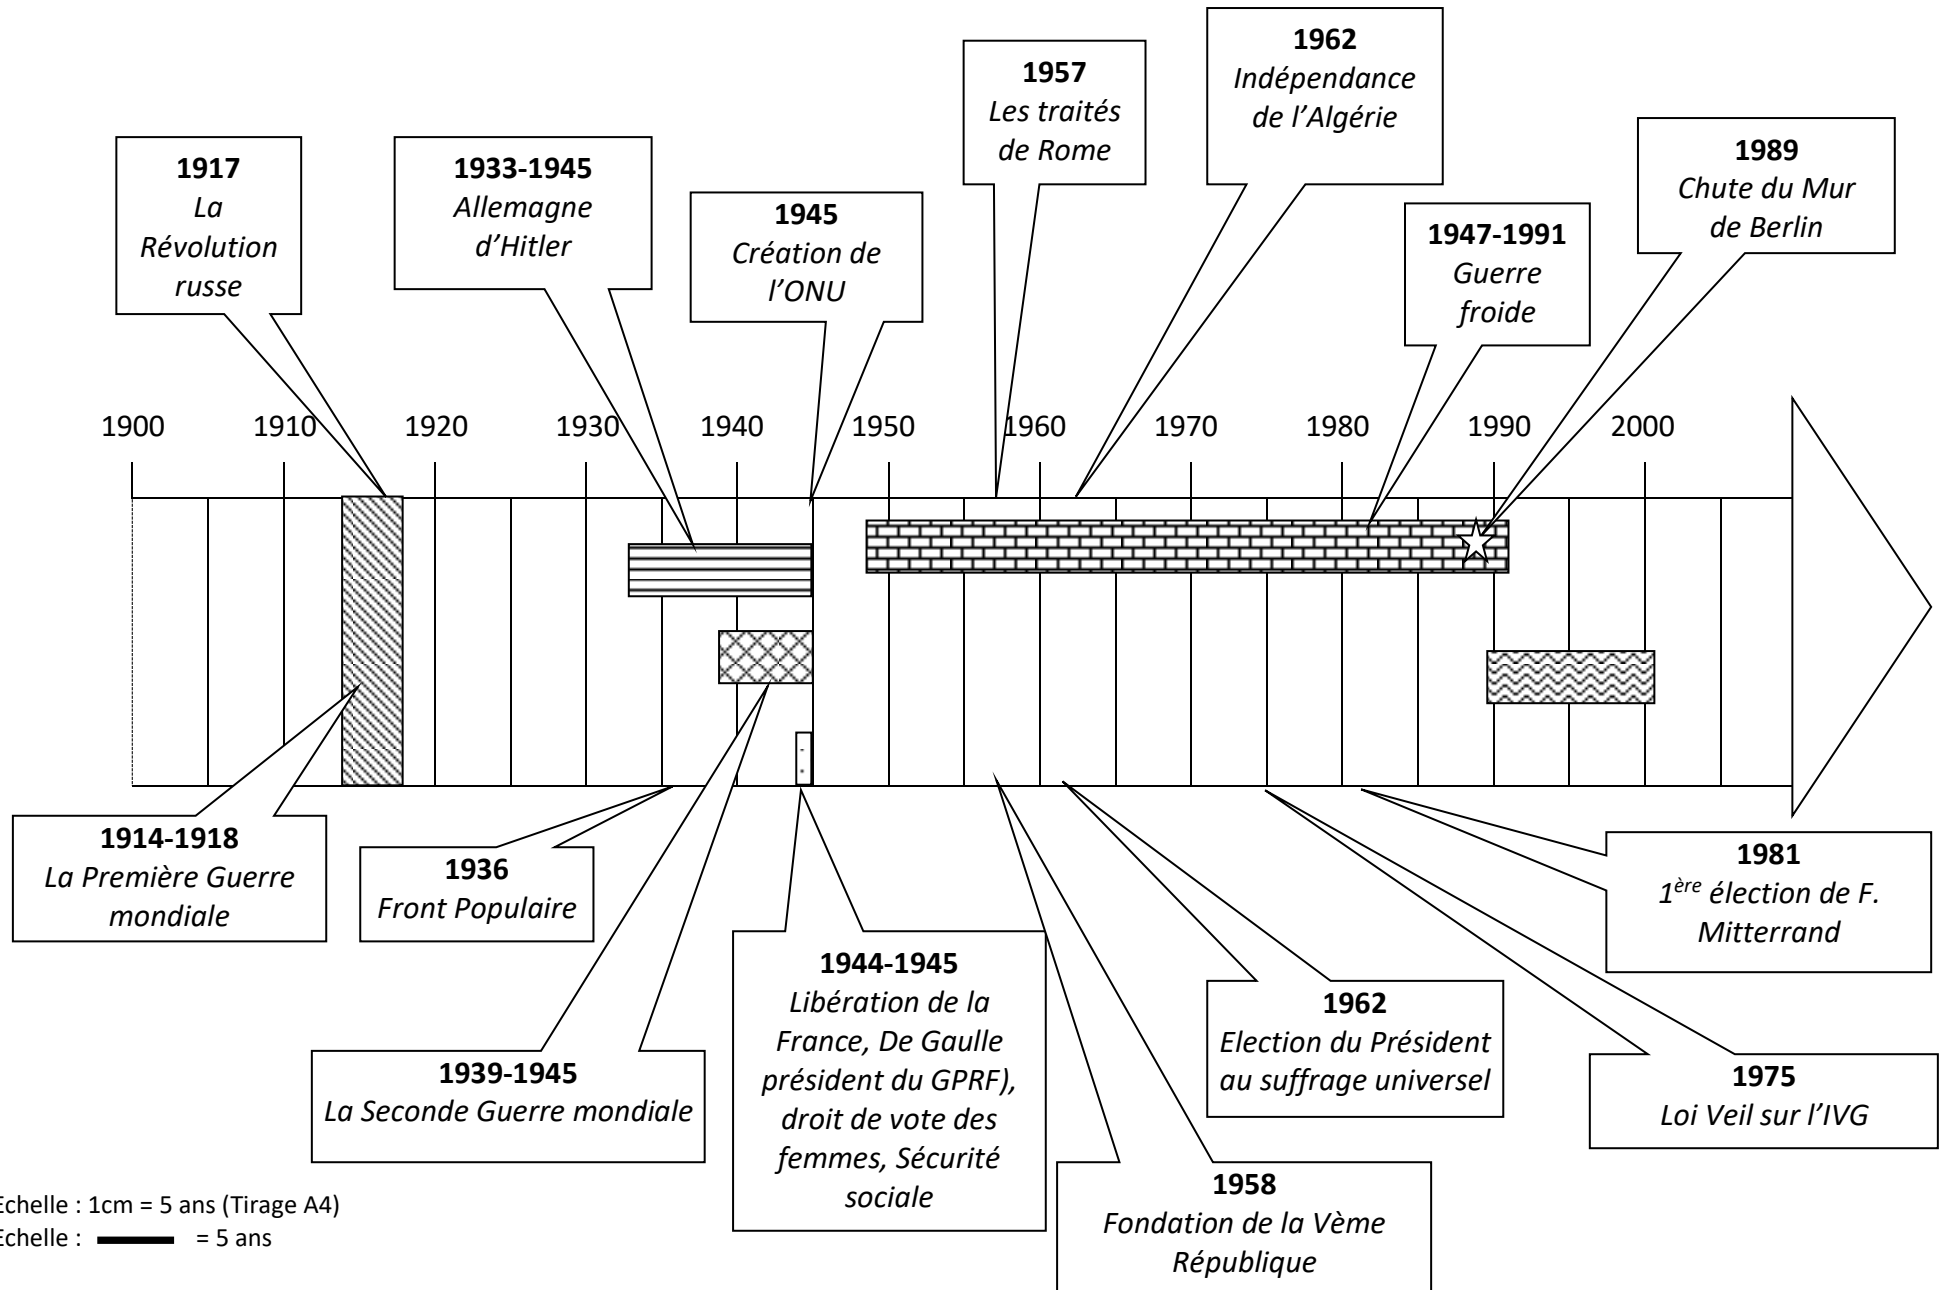 1962
Indépendance
de l'Algérie
1957
Les traités
de Rome
1917
La
Révolution
russe
1933-1945
Allemagne
d'Hitler
1945
Création de
l'ONU
1947-1991
Guerre
froide
1989
Chute du Mur
de Berlin
1900 1910 1920 1930 1940 1950 1960 1970 1980 1990 2000
1914-1918
La Première Guerre
mondiale
1936
Front Populaire
1939-1945
La Seconde Guerre mondiale
1944-1945
Libération de la
France, De Gaulle
président du GPRF),
droit de vote des
femmes, Sécurité
sociale
1958
Fondation de la Vème
République
1962
Election du Président
au suffrage universel
1981
1ère élection de F.
Mitterrand
1975
Loi Veil sur l'IVG
Echelle : 1cm = 5 ans (Tirage A4)
Echelle : = 5 ans